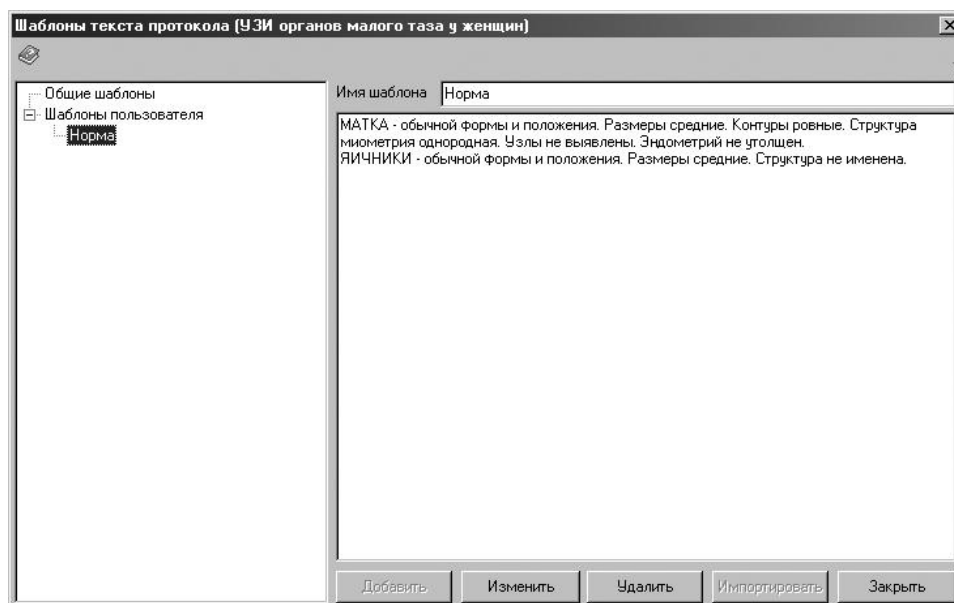 Шаблоны текста протокола (УЗИ органов малого таза у женщин)
Общие шаблоны
Шаблоны пользователя
Норма
Имя шаблона Норма
МАТКА - обычной формы и положения. Размеры средние. Контуры ровные. Структура
миометрия однородная. Узлы не выявлены. Эндометрий не утолщен.
ЯИЧНИКИ - обычной формы и положения. Размеры средние. Структура не именена.
Добавить Изменить Удалить Импортировать Закрыть